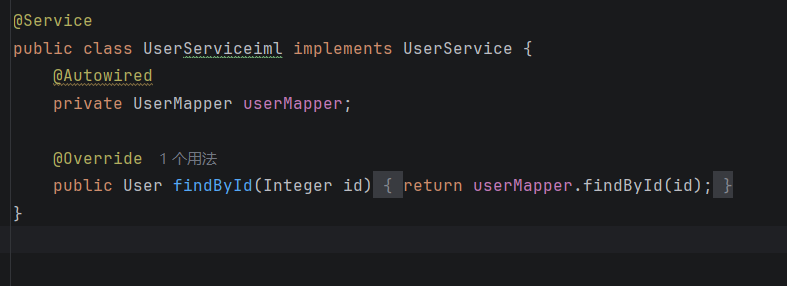 @Service
public class UserServiceiml implements UserService {
    @Autowired
    private UserMapper userMapper;
    @Override 1 个用法
    public User findById(Integer id) { return userMapper.findById(id); }
}